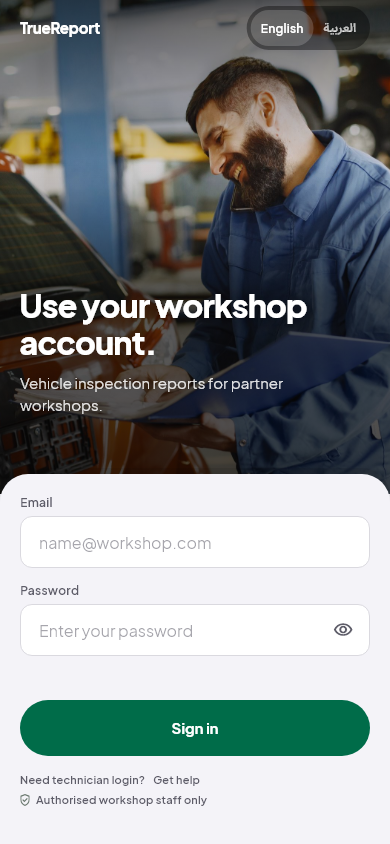 TrueReport
English
العربية
Use your workshop
account.
Vehicle inspection reports for partner
workshops.
Email
name@workshop.com
Password
Enter your password
Sign in
Need technician login? Get help
Authorised workshop staff only